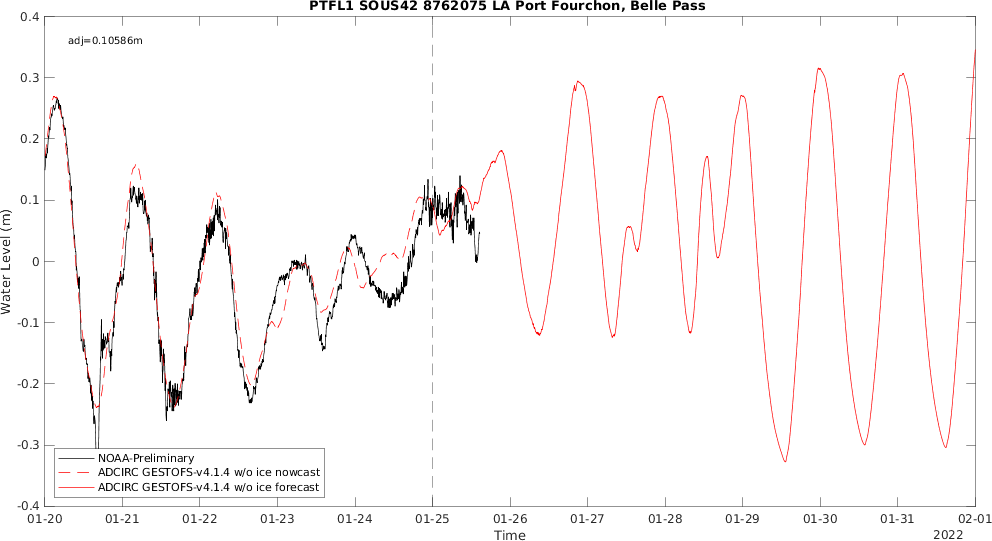 PTFL1 SOUS42 8762075 LA Port Fourchon, Belle Pass
adj=0.10586m
0.4
0.3
0.2
0.1
0
-0.1
-0.2
-0.3
-0.4
Water Level (m)
NOAA-Preliminary
ADCIRC GESTOFS-v4.1.4 w/o ice nowcast
ADCIRC GESTOFS-v4.1.4 w/o ice forecast
01-20 01-21 01-22 01-23 01-24 01-25 01-26 01-27 01-28 01-29 01-30 01-31 02-01
Time
2022